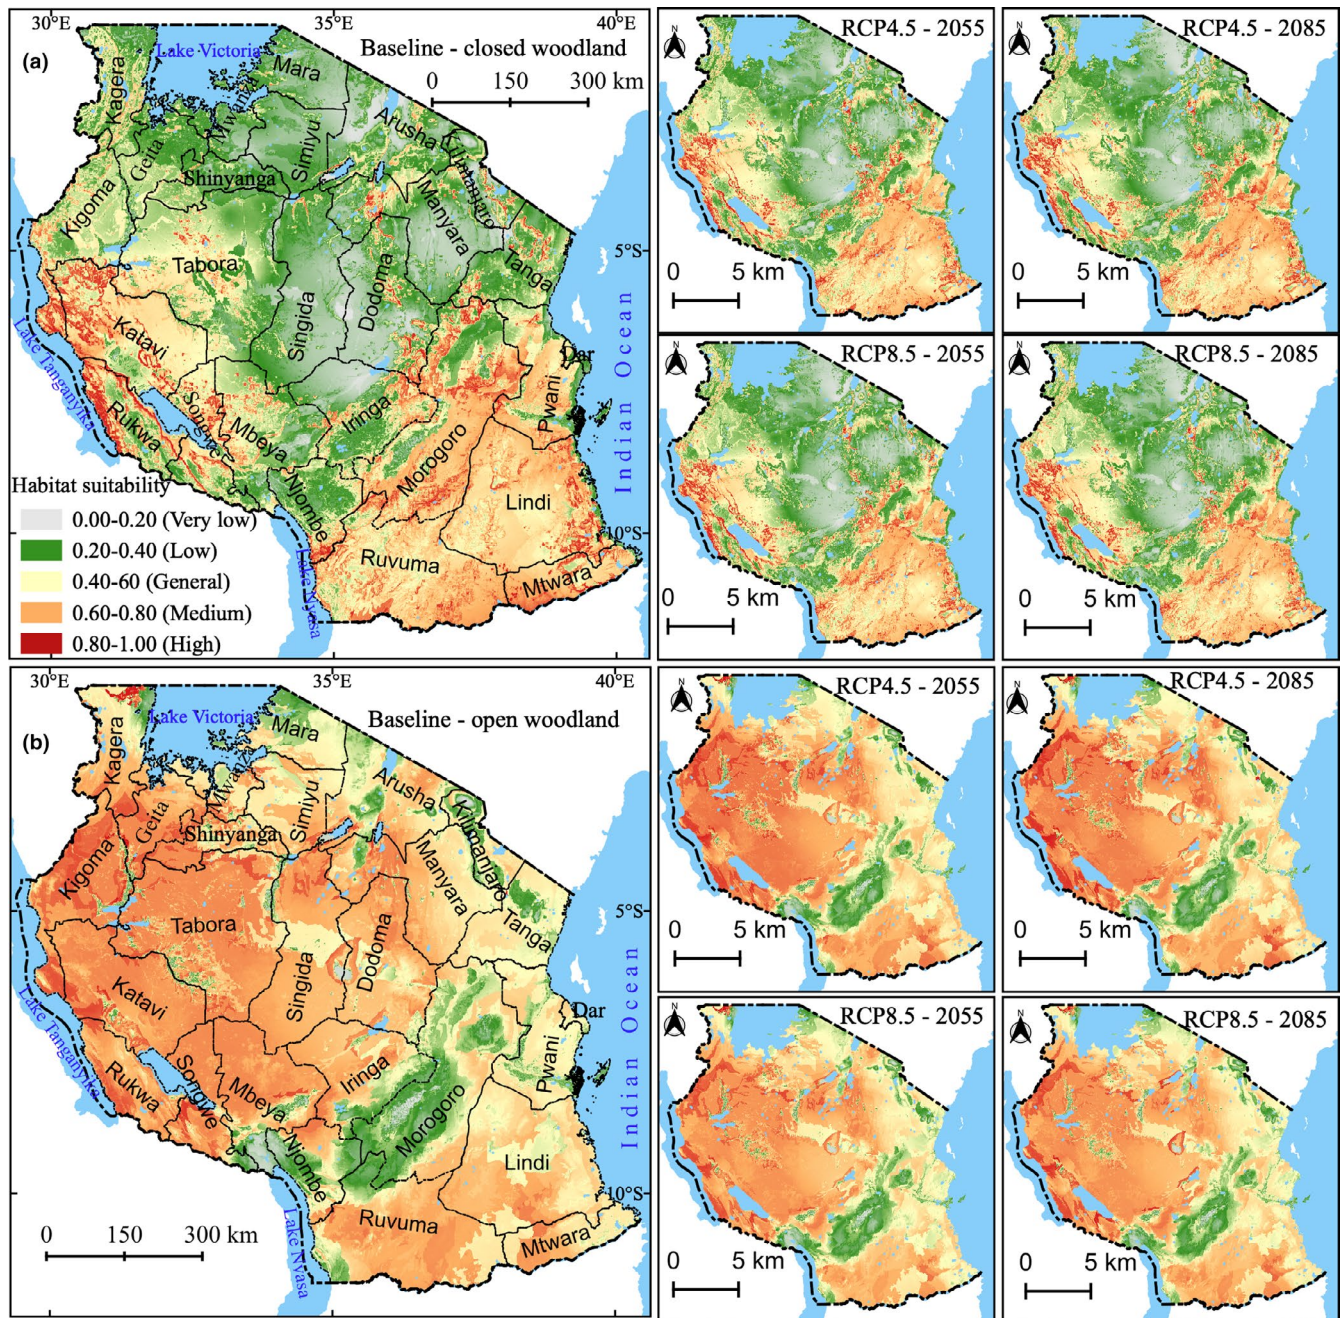 30°E 35°E 40°E
(a)
Lake Victoria
Baseline - closed woodland
0 150 300 km
Kagera
Mara
Mwanza
Geita
Simiyu
Arusha
Kilimanjaro
Shinyanga
Kigoma
Manyara
5°S
Tabora
Tanga
Singida
Dodoma
Katavi
Lake Tanganyika
Dar
Pwani
Indian Ocean
Rukwa
Songwe
Mbeya
Iringa
Morogoro
Njombe
Lindi
10°S
Ruvuma
Mtwara
Lake Nyasa
Habitat suitability
0.00-0.20 (Very low)
0.20-0.40 (Low)
0.40-60 (General)
0.60-0.80 (Medium)
0.80-1.00 (High)
N
RCP4.5 - 2055
0 5 km
N
RCP4.5 - 2085
0 5 km
N
RCP8.5 - 2055
0 5 km
N
RCP8.5 - 2085
0 5 km
30°E 35°E 40°E
(b)
Lake Victoria
Baseline - open woodland
Kagera
Mara
Mwanza
Geita
Simiyu
Arusha
Kilimanjaro
Shinyanga
Kigoma
Manyara
5°S
Tabora
Tanga
Singida
Dodoma
Katavi
Lake Tanganyika
Dar
Pwani
Indian Ocean
Rukwa
Songwe
Mbeya
Iringa
Morogoro
Njombe
Lindi
10°S
Ruvuma
Mtwara
Lake Nyasa
0 150 300 km
N
RCP4.5 - 2055
0 5 km
N
RCP4.5 - 2085
0 5 km
N
RCP8.5 - 2055
0 5 km
N
RCP8.5 - 2085
0 5 km